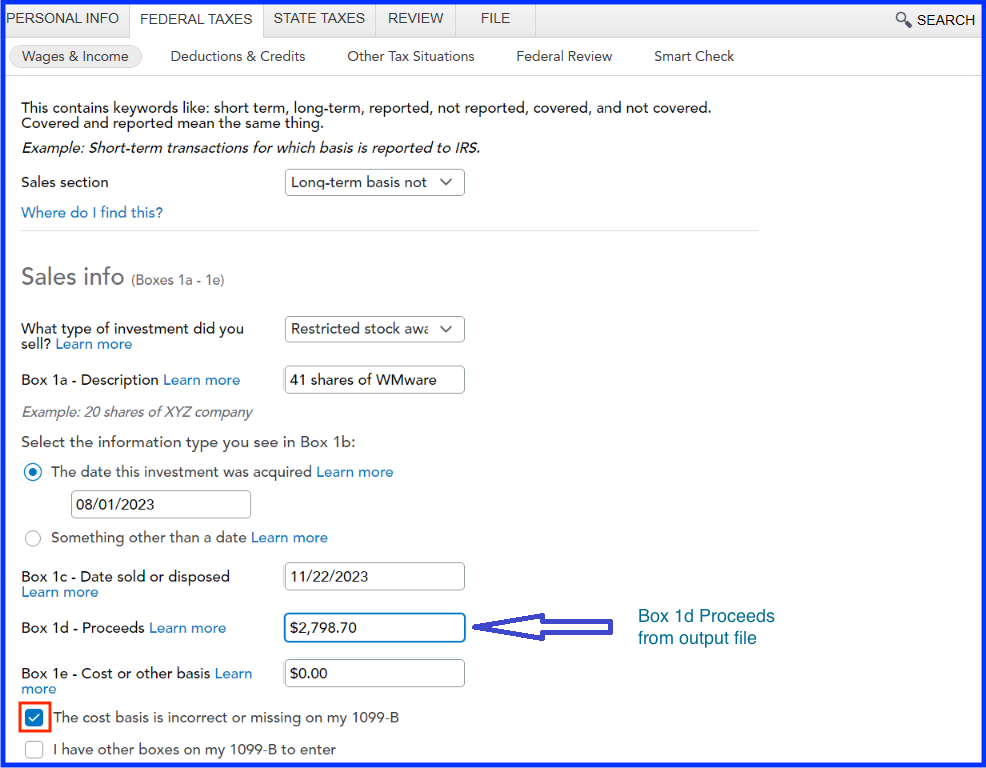 PERSONAL INFO FEDERAL TAXES STATE TAXES REVIEW FILE SEARCH
Wages & Income Deductions & Credits Other Tax Situations Federal Review Smart Check
This contains keywords like: short term, long-term, reported, not reported, covered, and not covered.
Covered and reported mean the same thing.
Example: Short-term transactions for which basis is reported to IRS.
Sales section Long-term basis not
Where do I find this?
Sales info (Boxes 1a - 1e)
What type of investment did you
sell? Learn more
Restricted stock awa
Box 1a - Description Learn more 41 shares of WMware
Example: 20 shares of XYZ company
Select the information type you see in Box 1b:
The date this investment was acquired Learn more
08/01/2023
Something other than a date Learn more
Box 1c - Date sold or disposed
Learn more
11/22/2023
Box 1d - Proceeds Learn more $2,798.70
Box 1d Proceeds
from output file
Box 1e - Cost or other basis Learn
more
$0.00
The cost basis is incorrect or missing on my 1099-B
I have other boxes on my 1099-B to enter